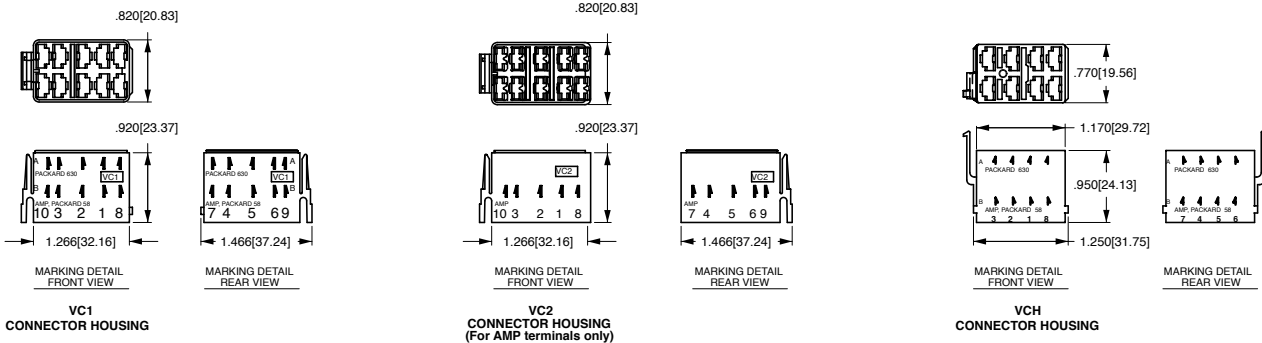 .820[20.83]
.920[23.37]
A
PACKARD 630
VC1
B
AMP, PACKARD 58
10 3 2 1 8
1.266[32.16]
MARKING DETAIL
FRONT VIEW
A
PACKARD 630
VC1
B
AMP, PACKARD 58
7 4 5 6 9
1.466[37.24]
MARKING DETAIL
REAR VIEW
VC1
CONNECTOR HOUSING
.820[20.83]
.920[23.37]
VC2
AMP
10 3 2 1 8
1.266[32.16]
MARKING DETAIL
FRONT VIEW
VC2
AMP
7 4 5 6 9
1.466[37.24]
MARKING DETAIL
REAR VIEW
VC2
CONNECTOR HOUSING
(For AMP terminals only)
.770[19.56]
1.170[29.72]
A
PACKARD 630
.950[24.13]
B
AMP, PACKARD 58
3 2 1 8
1.250[31.75]
MARKING DETAIL
FRONT VIEW
A
PACKARD 630
B
AMP, PACKARD 58
7 4 5 6
MARKING DETAIL
REAR VIEW
VCH
CONNECTOR HOUSING